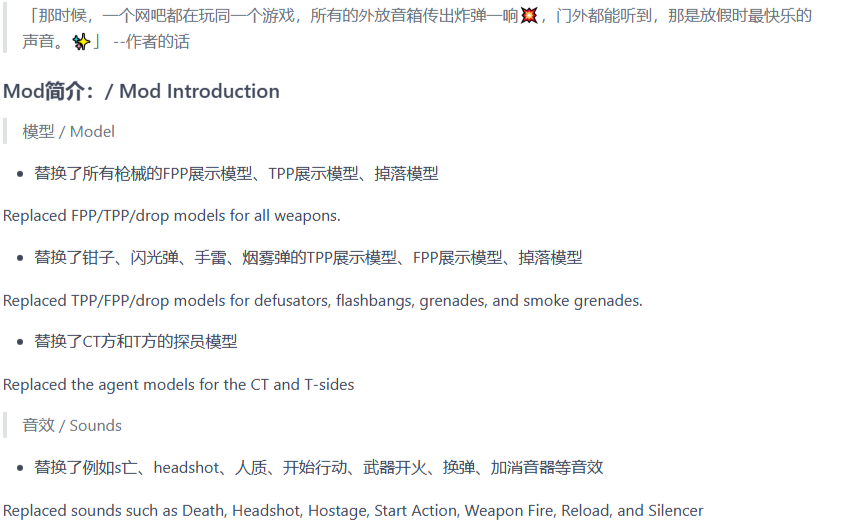 「那时候，一个网吧都在玩同一个游戏，所有的外放音箱传出炸弹一响💥，门外都能听到，那是放假时最快乐的
声音。✨」 --作者的话
Mod简介：/ Mod Introduction
模型 / Model
• 替换了所有枪械的FPP展示模型、TPP展示模型、掉落模型
Replaced FPP/TPP/drop models for all weapons.
• 替换了钳子、闪光弹、手雷、烟雾弹的TPP展示模型、FPP展示模型、掉落模型
Replaced TPP/FPP/drop models for defusators, flashbangs, grenades, and smoke grenades.
• 替换了CT方和T方的探员模型
Replaced the agent models for the CT and T-sides
音效 / Sounds
• 替换了例如s亡、headshot、人质、开始行动、武器开火、换弹、加消音器等音效
Replaced sounds such as Death, Headshot, Hostage, Start Action, Weapon Fire, Reload, and Silencer